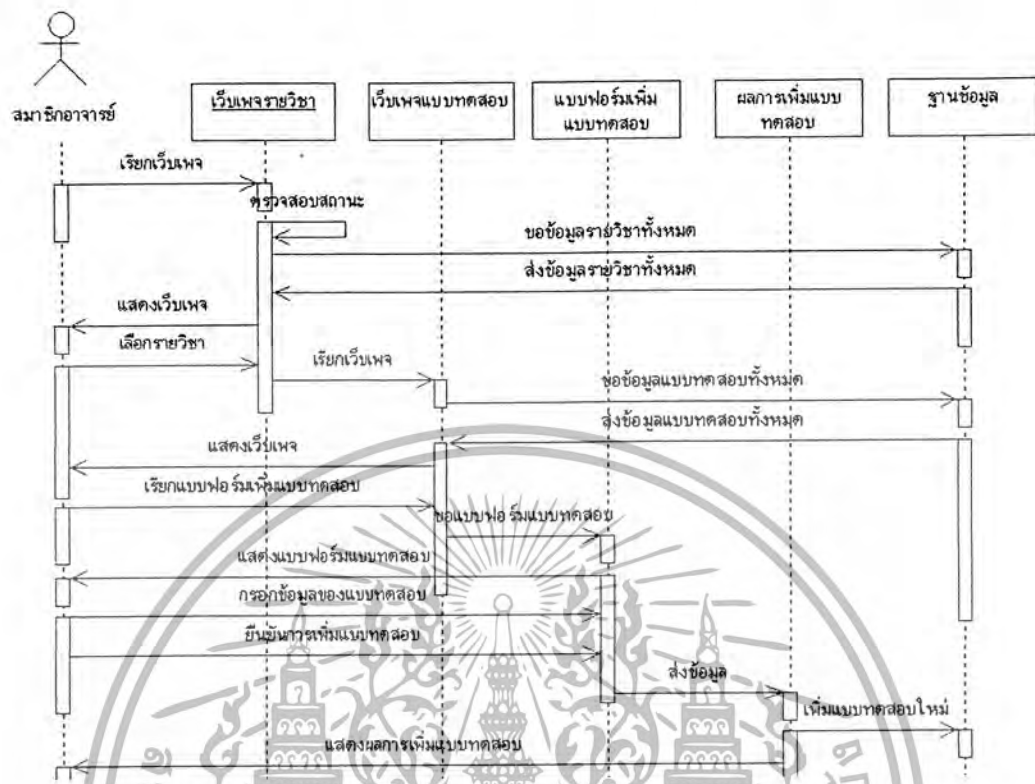 สมาชิกอาจารย์
เว็บเพจรายวิชา
เว็บเพจแบบทดสอบ
แบบฟอร์มเพิ่ม
แบบทดสอบ
ผลการเพิ่มแบบ
ทดสอบ
ฐานข้อมูล
เรียกเว็บเพจ
ตรวจสอบสถานะ
ขอข้อมูลรายวิชาทั้งหมด
ส่งข้อมูลรายวิชาทั้งหมด
แสดงเว็บเพจ
เลือกรายวิชา
เรียกเว็บเพจ
ขอข้อมูลแบบทดสอบทั้งหมด
ส่งข้อมูลแบบทดสอบทั้งหมด
แสดงเว็บเพจ
เรียกแบบฟอร์มเพิ่มแบบทดสอบ
ขอแบบฟอร์มแบบทดสอบ
แสดงแบบฟอร์มแบบทดสอบ
กรอกข้อมูลของแบบทดสอบ
ยืนยันการเพิ่มแบบทดสอบ
ส่งข้อมูล
เพิ่มแบบทดสอบใหม่
แสดงผลการเพิ่มแบบทดสอบ